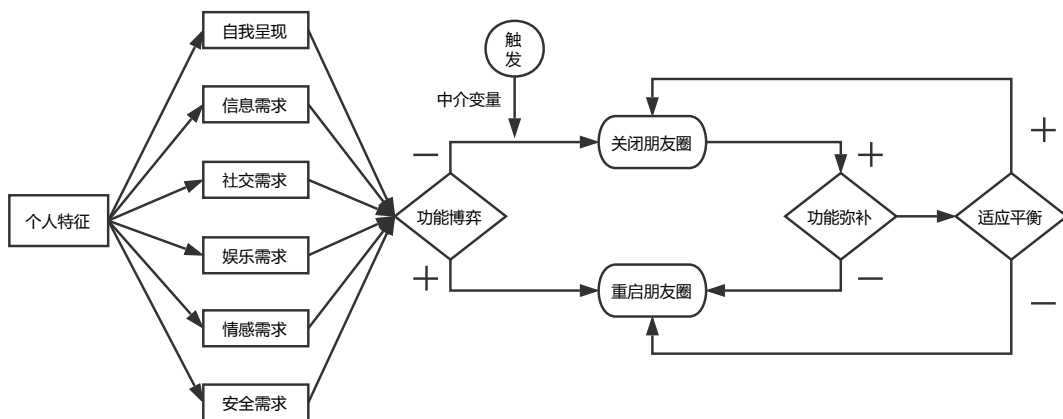 自我呈现
信息需求
社交需求
娱乐需求
情感需求
安全需求
个人特征
触
发
中介变量
功能博弈
关闭朋友圈
重启朋友圈
功能弥补
适应平衡
－
＋
＋
－
＋
－